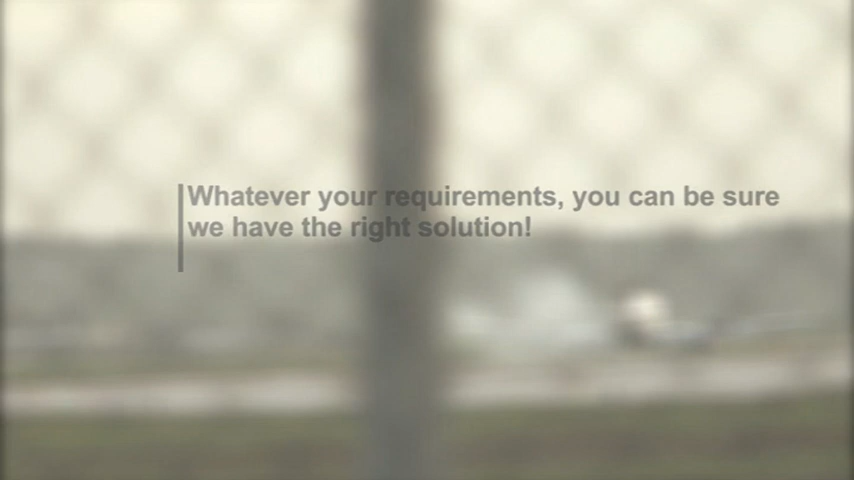 Whatever your requirements, you can be sure
we have the right solution!